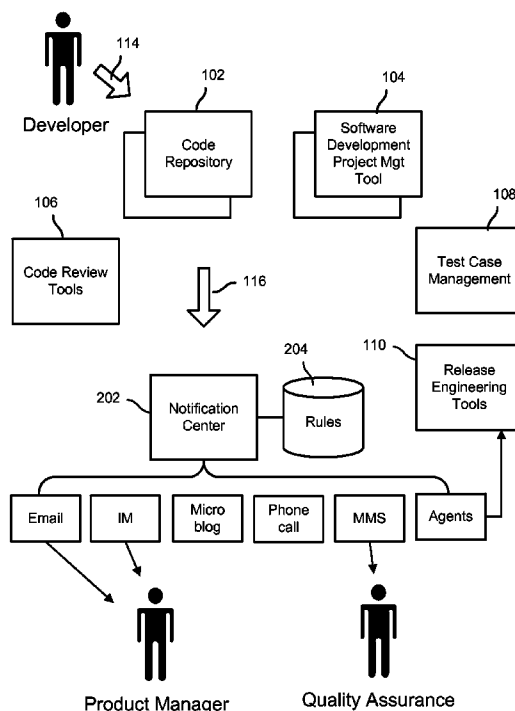 114
Developer
102
Code
Repository
104
Software
Development
Project Mgt
Tool
106
Code Review
Tools
108
Test Case
Management
116
110
Release
Engineering
Tools
202
Notification
Center
204
Rules
Email
IM
Micro
blog
Phone
call
MMS
Agents
Product Manager
Quality Assurance